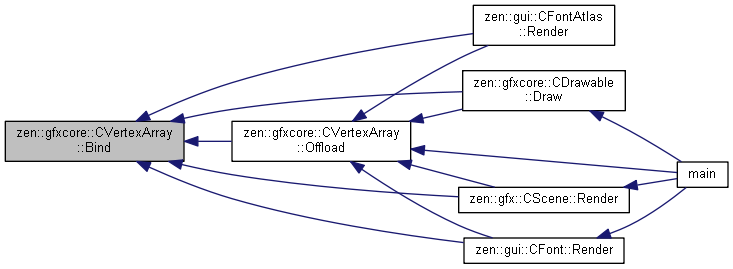 zen::gui::CFontAtlas
::Render
zen::gfxcore::CDrawable
::Draw
zen::gfxcore::CVertexArray
::Bind
zen::gfxcore::CVertexArray
::Offload
main
zen::gfx::CScene::Render
zen::gui::CFont::Render